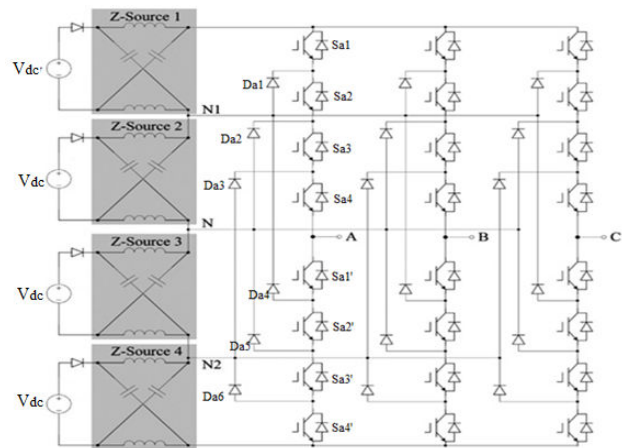 Z-Source 1
Vdc'
Sa1
Da1
Sa2
N1
Z-Source 2
Da2
Sa3
Vdc
Da3
Sa4
N
A
B
C
Z-Source 3
Sa1'
Vdc
Da4
Sa2'
Da5
Z-Source 4
N2
Sa3'
Vdc
Da6
Sa4'